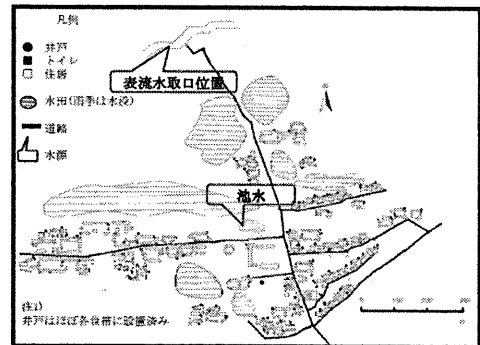 凡例
井戸
トイレ
住居
水田(雨季は水没)
道路
水源
表流水取口位置
池水
注)
井戸はほぼ各世帯に設置済み